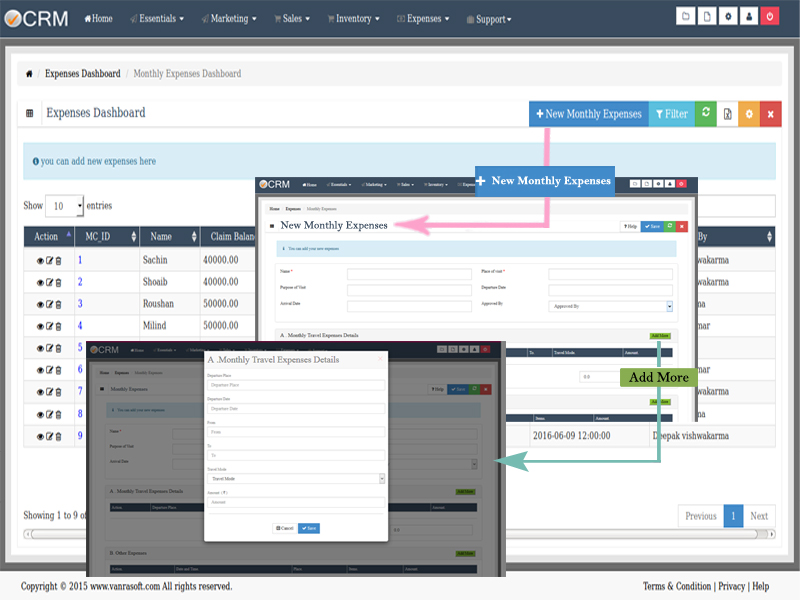 CRM Home Essentials Marketing Sales Inventory Expenses Support
/ Expenses Dashboard / Monthly Expenses Dashboard
Expenses Dashboard
+ New Monthly Expenses Filter
you can add new expenses here
Show 10 entries
Action MC_ID Name Claim Balan By
1 Sachin 40000.00 wakarma
2 Shoaib 40000.00 wakarma
3 Roushan 50000.00 na
4 Milind 50000.00 mar
5
6 mar
7 wakarma
8 na
9 2016-06-09 12:00:00 Deepak vishwakarma
Showing 1 to 9 of
Previous 1 Next
CRM Home Essentials Marketing Sales Inventory
+ New Monthly Expenses
Home Expenses Monthly Expenses
New Monthly Expenses
? Help Save
You can add your new expenses
Name * Place of visit *
Purpose of Visit Departure Date
Arrival Date Approved By Approved By
A . Monthly Travel Expenses Details Add More
To Travel Mode Amount
0.0
Add More
Add More
Status Amount
CRM Home Essentials
Home Expenses Monthly Expenses
Monthly Expenses
? Help Save
You can add your new expenses
Name *
Purpose of Visit
Arrival Date
A . Monthly Travel Expenses Details Add More
Action Departure Place Amount
0.0
B Other Expenses Add More
Action Date and Time Place Status Amount
A .Monthly Travel Expenses Details
Departure Place
Departure Place
Departure Date
Departure Date
From
From
To
To
Travel Mode
Travel Mode
Amount (₹)
Amount
Cancel Save
Copyright © 2015 www.vanrasoft.com All rights reserved.
Terms & Condition | Privacy | Help